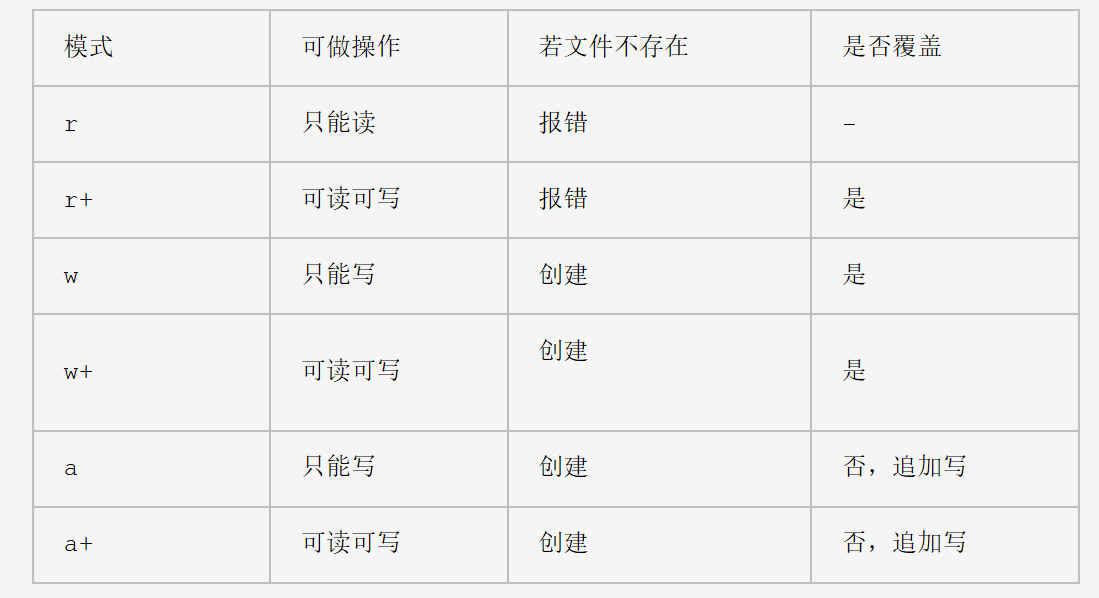 模式 可做操作 若文件不存在 是否覆盖
r 只能读 报错 -
r+ 可读可写 报错 是
w 只能写 创建 是
w+ 可读可写 创建 是
a 只能写 创建 否，追加写
a+ 可读可写 创建 否，追加写